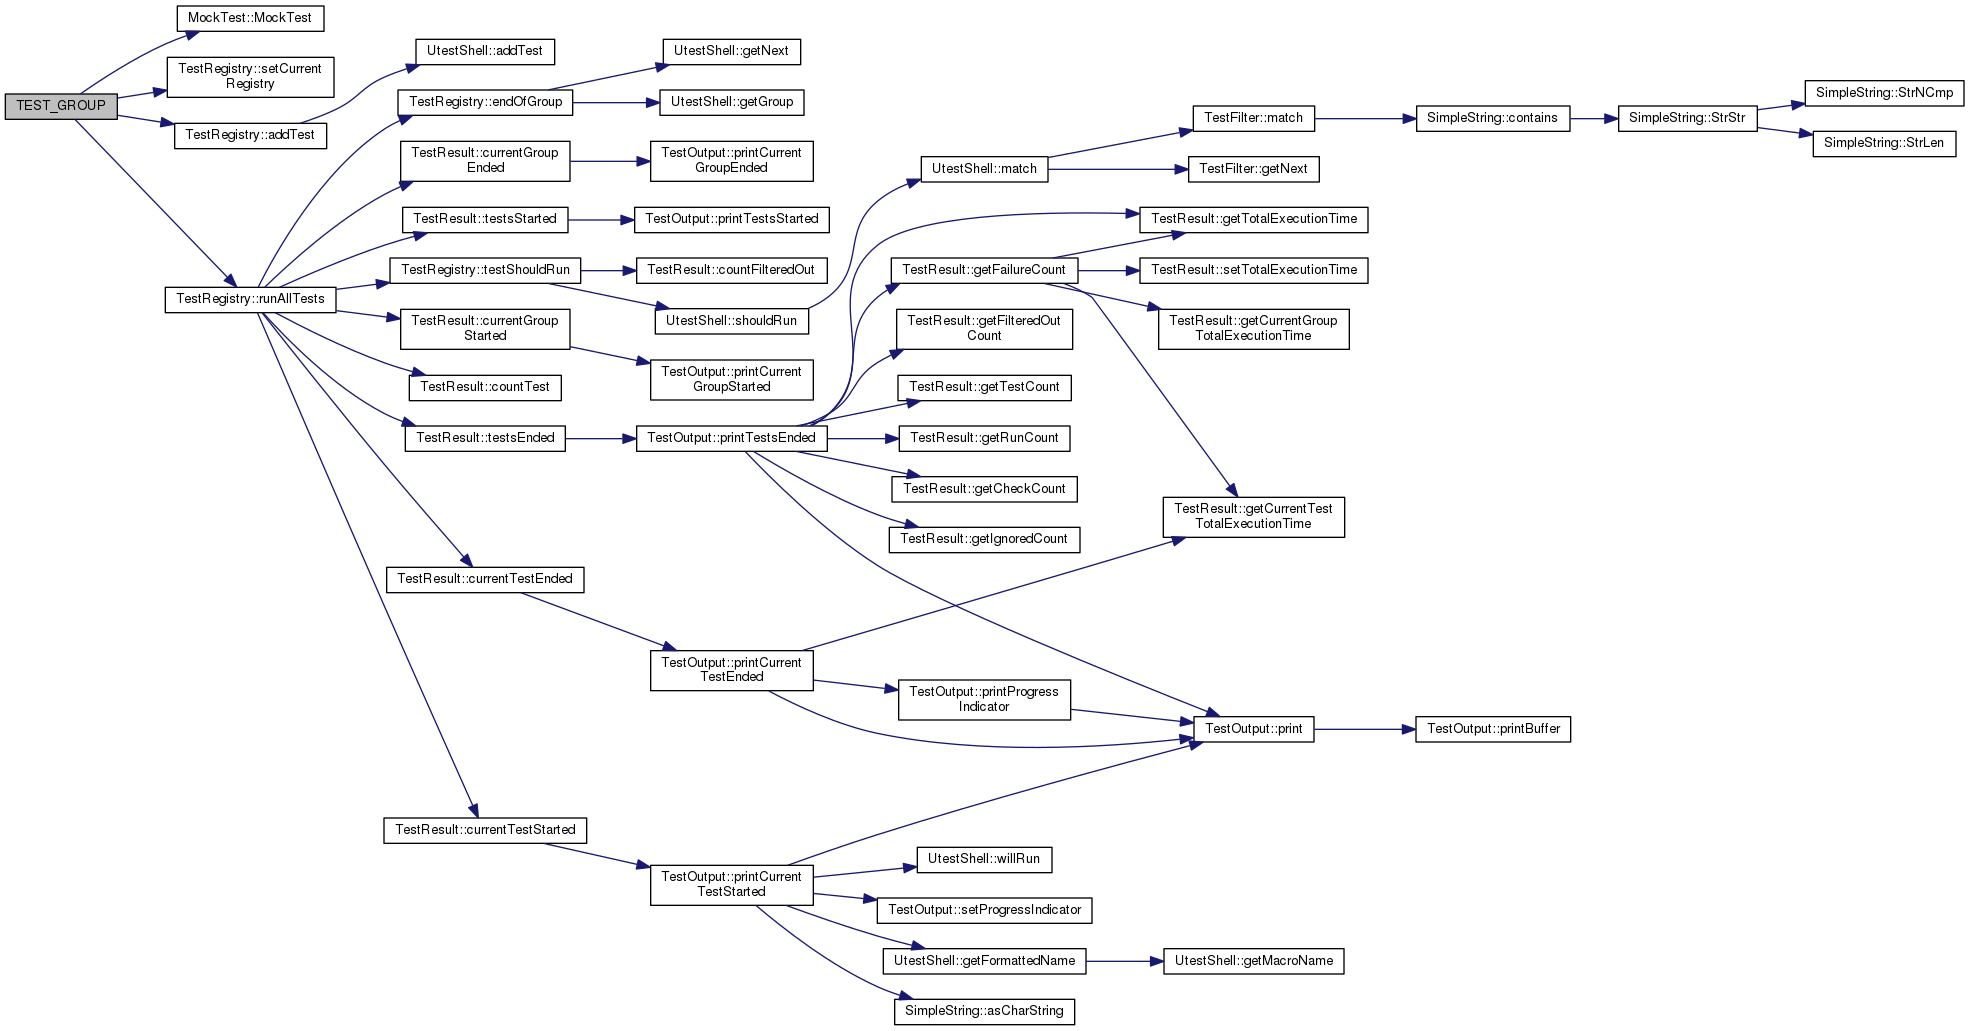 MockTest::MockTest
TestRegistry::setCurrent
Registry
TEST_GROUP
TestRegistry::addTest
TestRegistry::runAllTests
UtestShell::addTest
TestRegistry::endOfGroup
TestResult::currentGroup
Ended
TestResult::testsStarted
TestRegistry::testShouldRun
TestResult::currentGroup
Started
TestResult::countTest
TestResult::testsEnded
TestResult::currentTestEnded
TestResult::currentTestStarted
UtestShell::getNext
UtestShell::getGroup
TestOutput::printCurrent
GroupEnded
TestOutput::printTestsStarted
TestResult::countFilteredOut
UtestShell::shouldRun
TestOutput::printCurrent
GroupStarted
TestOutput::printTestsEnded
TestOutput::printCurrent
TestEnded
TestOutput::printCurrent
TestStarted
UtestShell::match
TestResult::getFailureCount
TestResult::getFilteredOut
Count
TestResult::getTestCount
TestResult::getRunCount
TestResult::getCheckCount
TestResult::getIgnoredCount
TestOutput::printProgress
Indicator
UtestShell::willRun
TestOutput::setProgressIndicator
UtestShell::getFormattedName
SimpleString::asCharString
TestFilter::match
TestFilter::getNext
TestResult::getTotalExecutionTime
TestResult::setTotalExecutionTime
TestResult::getCurrentGroup
TotalExecutionTime
TestResult::getCurrentTest
TotalExecutionTime
TestOutput::print
UtestShell::getMacroName
SimpleString::contains
TestOutput::printBuffer
SimpleString::StrStr
SimpleString::StrNCmp
SimpleString::StrLen